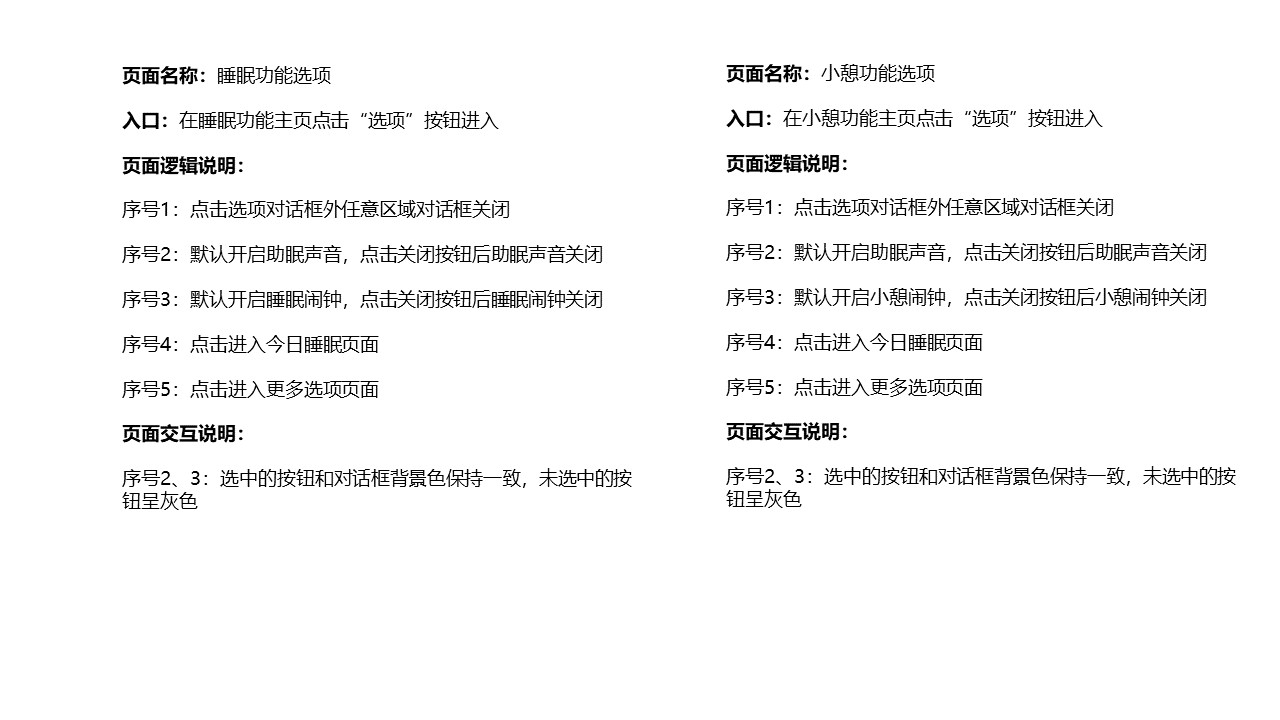 页面名称：睡眠功能选项
入口：在睡眠功能主页点击“选项”按钮进入
页面逻辑说明：
序号1：点击选项对话框外任意区域对话框关闭
序号2：默认开启助眠声音，点击关闭按钮后助眠声音关闭
序号3：默认开启睡眠闹钟，点击关闭按钮后睡眠闹钟关闭
序号4：点击进入今日睡眠页面
序号5：点击进入更多选项页面
页面交互说明：
序号2、3：选中的按钮和对话框背景色保持一致，未选中的按
钮呈灰色
页面名称：小憩功能选项
入口：在小憩功能主页点击“选项”按钮进入
页面逻辑说明：
序号1：点击选项对话框外任意区域对话框关闭
序号2：默认开启助眠声音，点击关闭按钮后助眠声音关闭
序号3：默认开启小憩闹钟，点击关闭按钮后小憩闹钟关闭
序号4：点击进入今日睡眠页面
序号5：点击进入更多选项页面
页面交互说明：
序号2、3：选中的按钮和对话框背景色保持一致，未选中的按
钮呈灰色